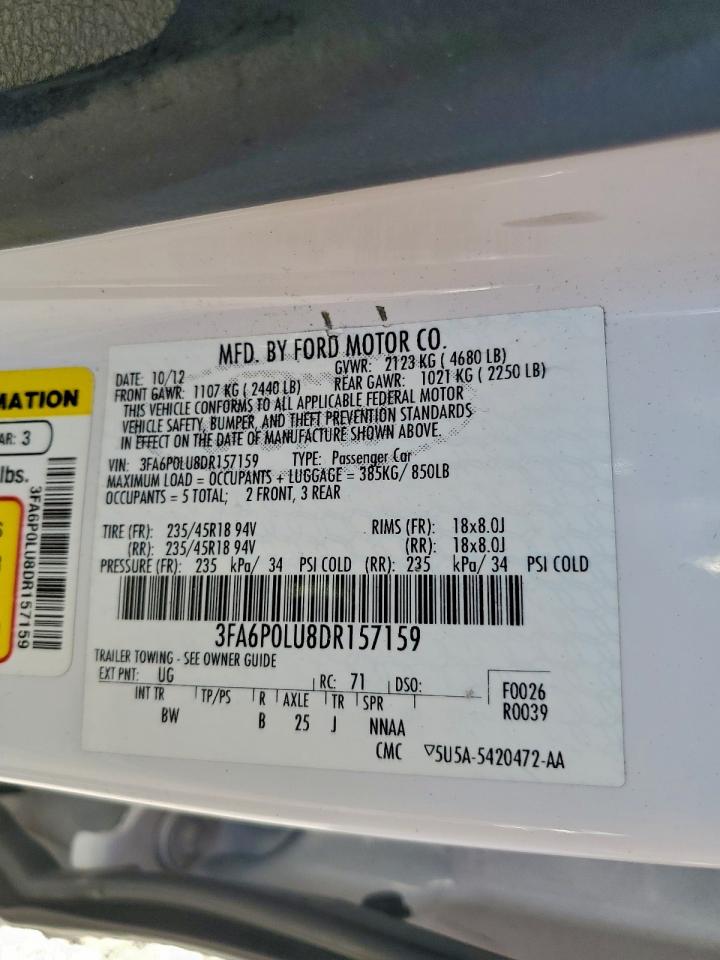 MFD. BY FORD MOTOR CO.
DATE: 10/12 GVWR: 2123 KG ( 4680 LB)
FRONT GAWR: 1107 KG ( 2440 LB) REAR GAWR: 1021 KG ( 2250 LB)
THIS VEHICLE CONFORMS TO ALL APPLICABLE FEDERAL MOTOR
VEHICLE SAFETY, BUMPER, AND THEFT PREVENTION STANDARDS
IN EFFECT ON THE DATE OF MANUFACTURE SHOWN ABOVE.
VIN: 3FA6P0LU8DR157159 TYPE: Passenger Car
MAXIMUM LOAD = OCCUPANTS + LUGGAGE = 385KG/ 850LB
OCCUPANTS = 5 TOTAL; 2 FRONT, 3 REAR
TIRE (FR): 235/45R18 94V RIMS (FR): 18x8.0J
(RR): 235/45R18 94V (RR): 18x8.0J
PRESSURE (FR): 235 kPa/ 34 PSI COLD (RR): 235 kPa/ 34 PSI COLD
3FA6P0LU8DR157159
TRAILER TOWING - SEE OWNER GUIDE
EXT PNT: UG RC: 71 DSO:
INT TR TP/PS R AXLE TR SPR
BW B 25 J NNAA
F0026
R0039
CMC ▽5U5A-5420472-AA
MATION
AR: 3
lbs.
3FA6P0LU8DR157159